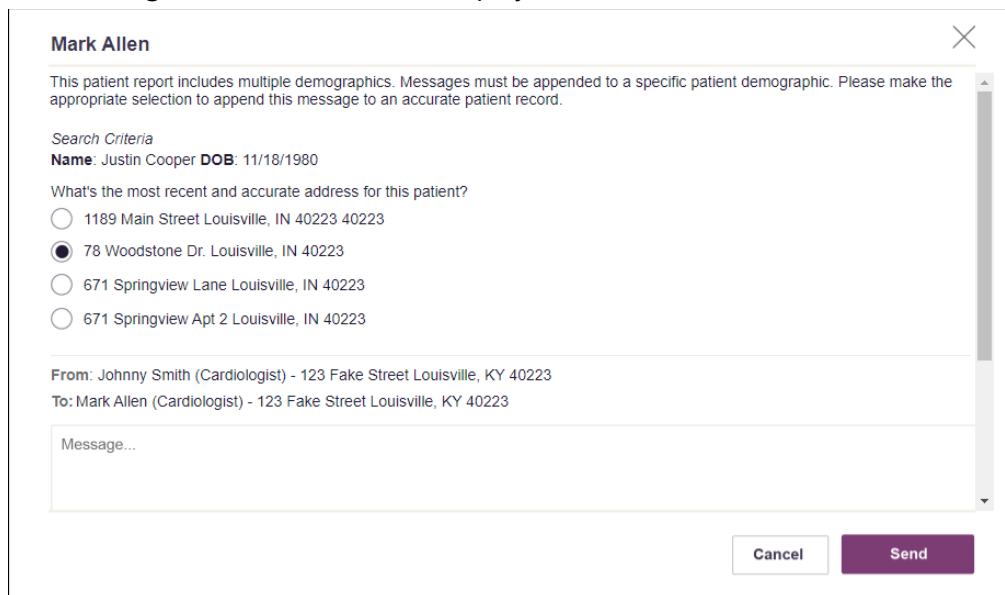 Mark Allen
This patient report includes multiple demographics. Messages must be appended to a specific patient demographic. Please make the
appropriate selection to append this message to an accurate patient record.
Search Criteria
Name: Justin Cooper DOB: 11/18/1980
What's the most recent and accurate address for this patient?
1189 Main Street Louisville, IN 40223 40223
78 Woodstone Dr. Louisville, IN 40223
671 Springview Lane Louisville, IN 40223
671 Springview Apt 2 Louisville, IN 40223
From: Johnny Smith (Cardiologist) - 123 Fake Street Louisville, KY 40223
To: Mark Allen (Cardiologist) - 123 Fake Street Louisville, KY 40223
Message...
Cancel Send